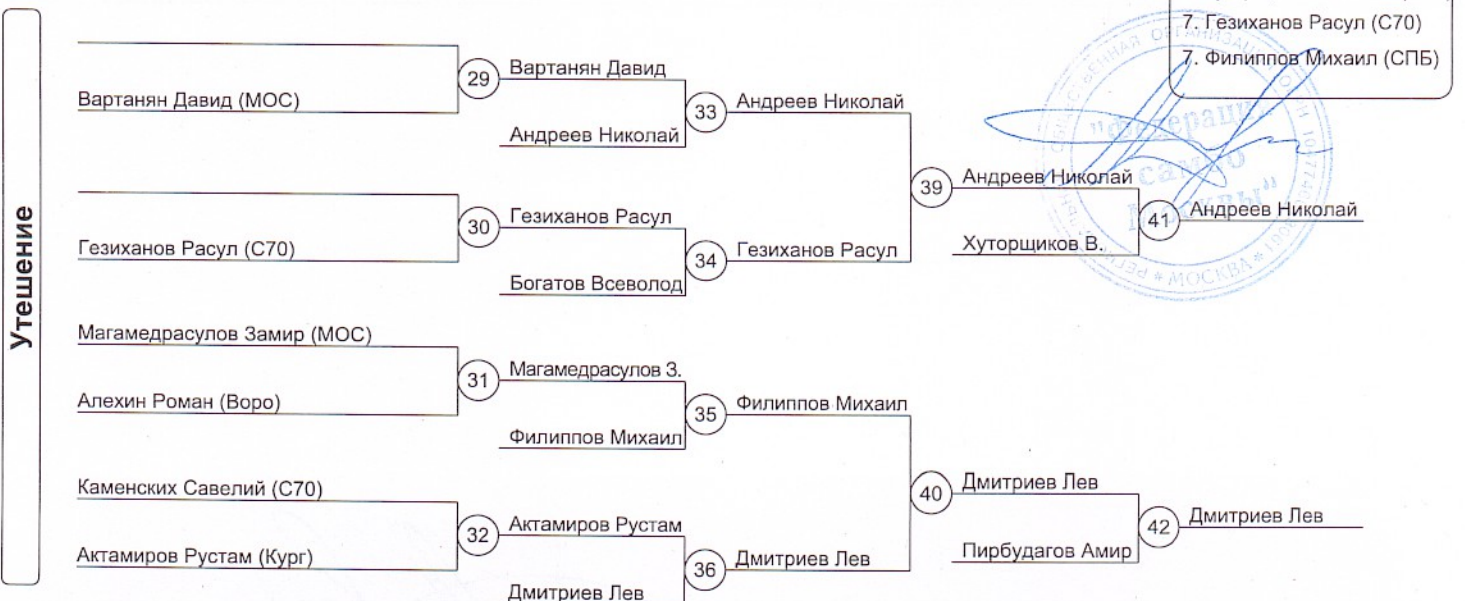 7. Гезиханов Расул (С70)
7. Филиппов Михаил (СПБ)
Утешение
29
Вартанян Давид
Вартанян Давид (МОС)
33
Андреев Николай
Андреев Николай
39
Андреев Николай
30
Гезиханов Расул
41
Андреев Николай
Гезиханов Расул (С70)
34
Гезиханов Расул
Хуторщиков В.
Богатов Всеволод
"Федерация
самбо
Москвы"
* МОСКВА *
Магамедрасулов Замир (МОС)
31
Магамедрасулов З.
Алехин Роман (Воро)
35
Филиппов Михаил
Филиппов Михаил
Каменских Савелий (С70)
40
Дмитриев Лев
32
Актамиров Рустам
42
Дмитриев Лев
Актамиров Рустам (Кург)
36
Дмитриев Лев
Пирбудагов Амир
Дмитриев Лев